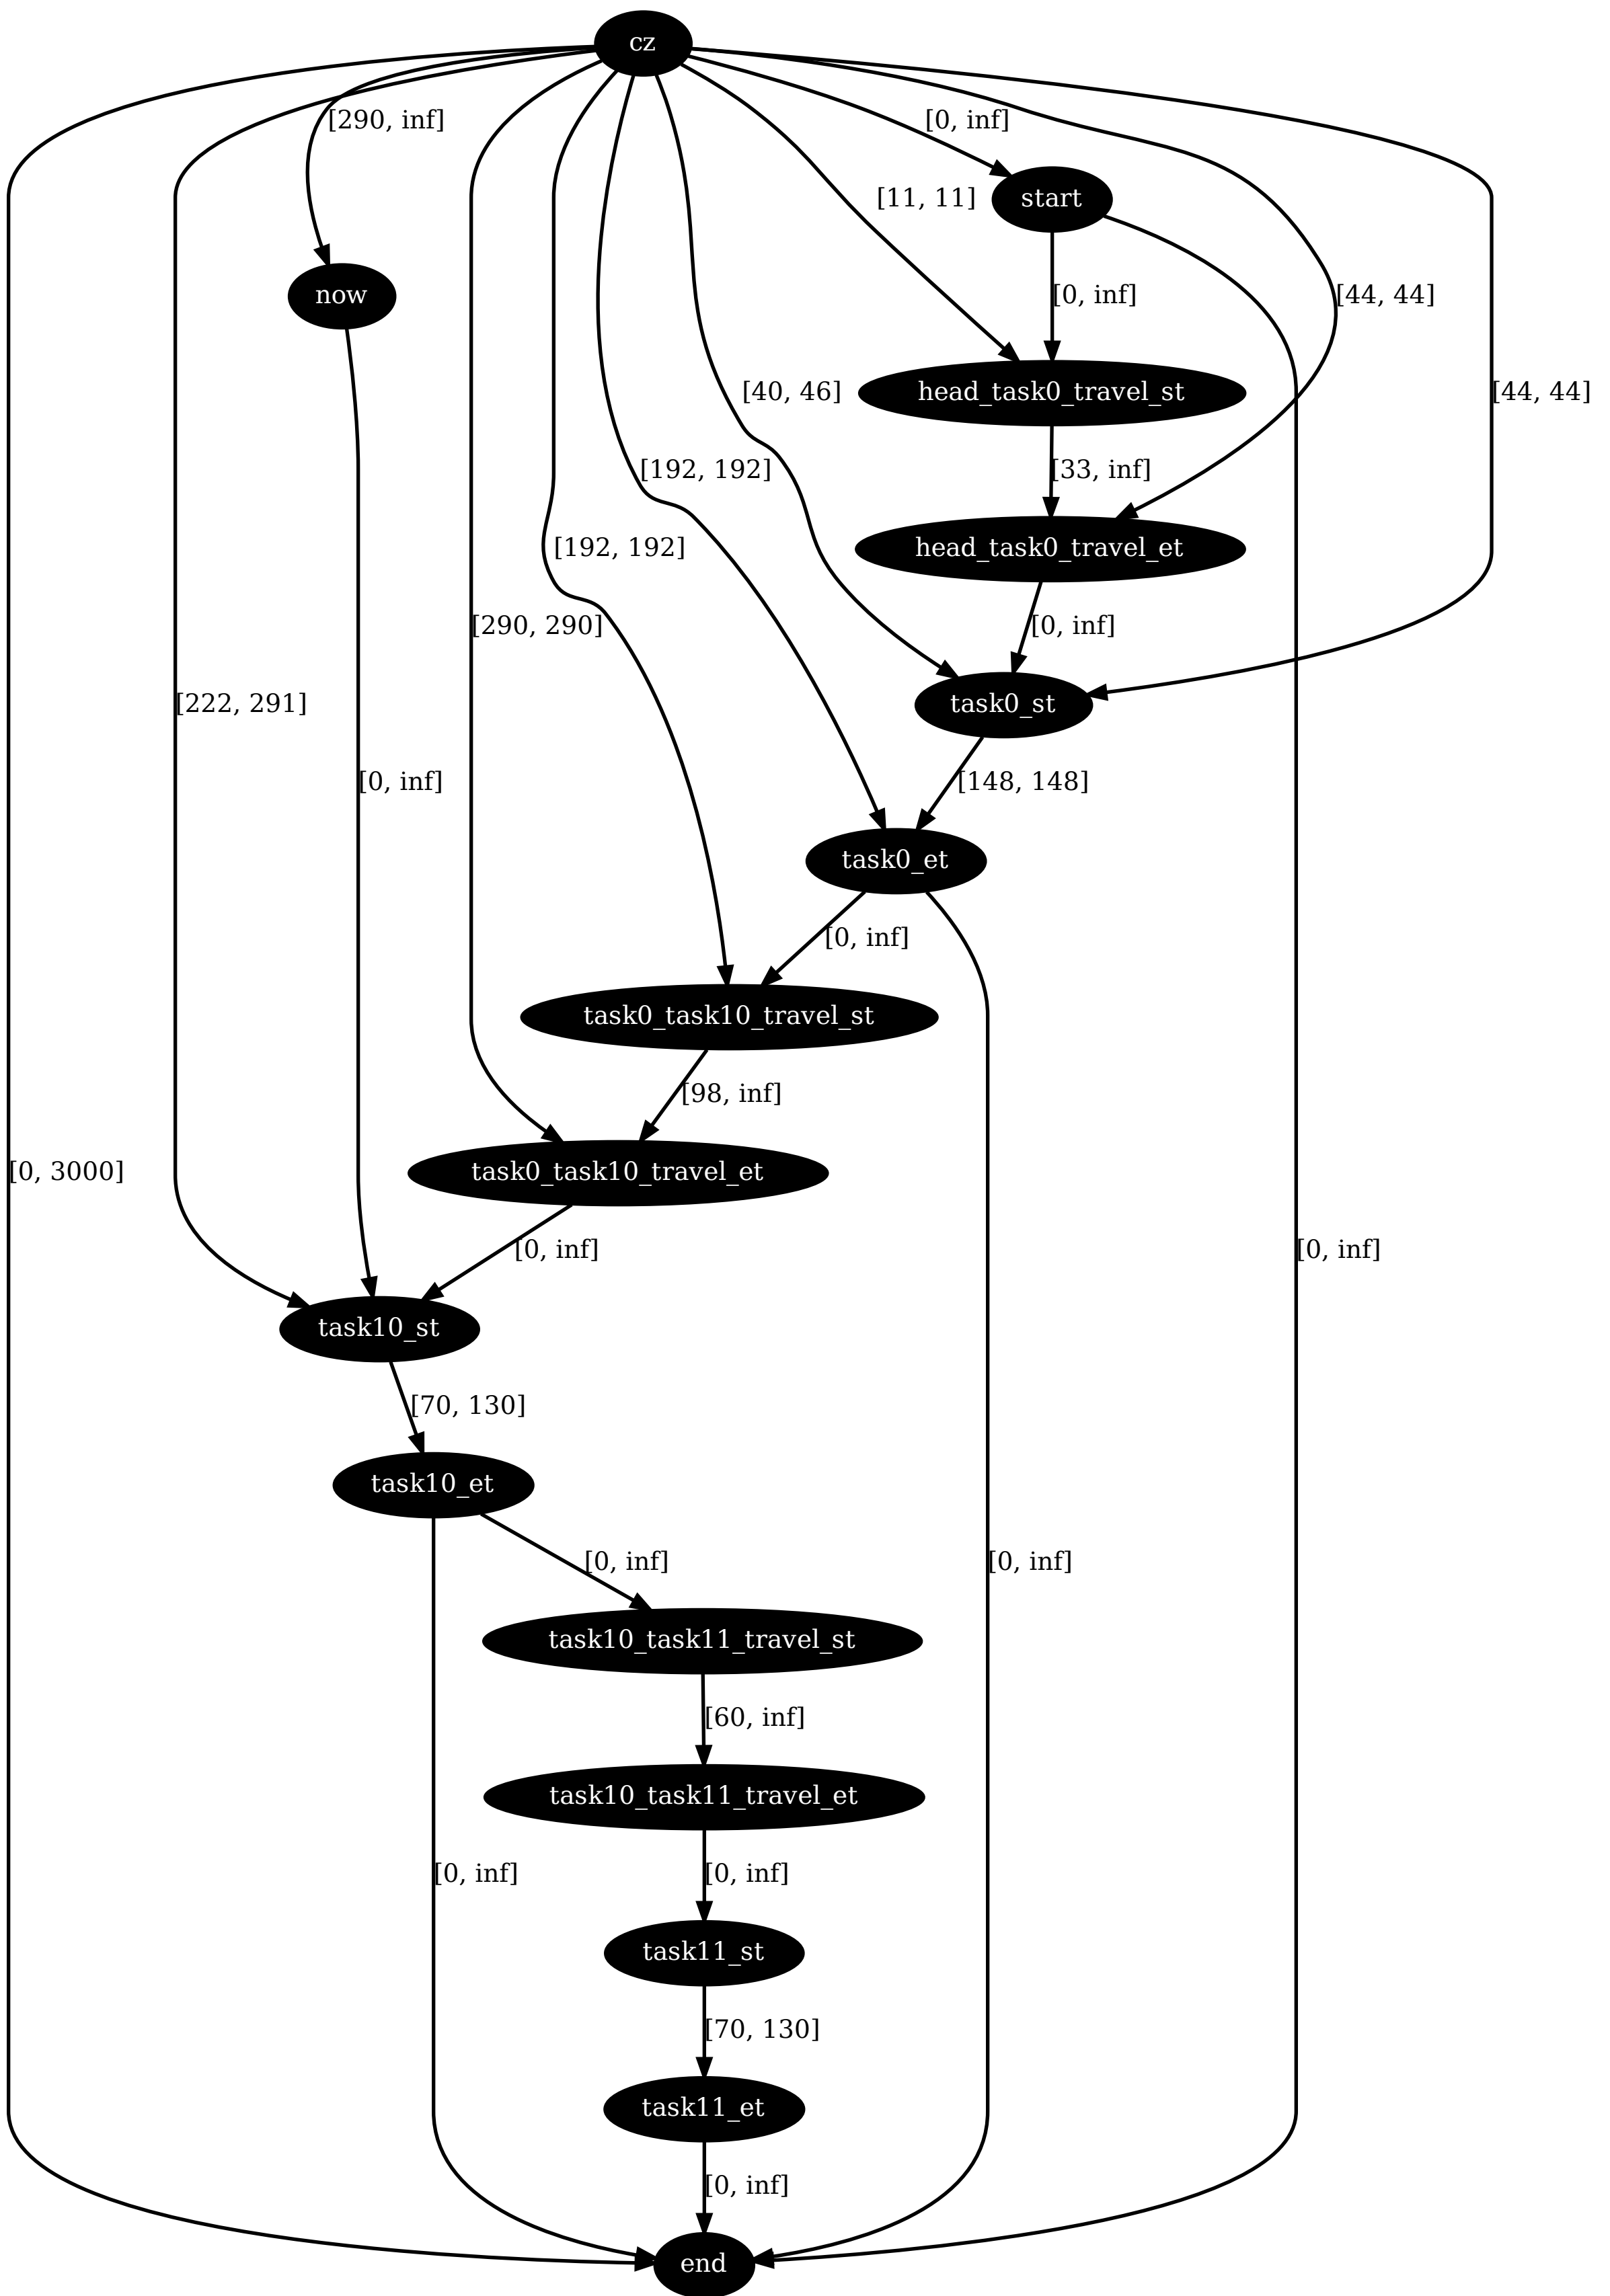 cz
[290, inf]
[0, inf]
[11, 11]
start
now
[0, inf]
[44, 44]
[40, 46]
head_task0_travel_st
[44, 44]
[192, 192]
[33, inf]
[192, 192]
head_task0_travel_et
[290, 290]
[0, inf]
[222, 291]
task0_st
[0, inf]
[148, 148]
task0_et
[0, inf]
task0_task10_travel_st
[98, inf]
[0, 3000]
task0_task10_travel_et
[0, inf]
[0, inf]
task10_st
[70, 130]
task10_et
[0, inf]
[0, inf]
task10_task11_travel_st
[60, inf]
task10_task11_travel_et
[0, inf]
[0, inf]
task11_st
[70, 130]
task11_et
[0, inf]
end